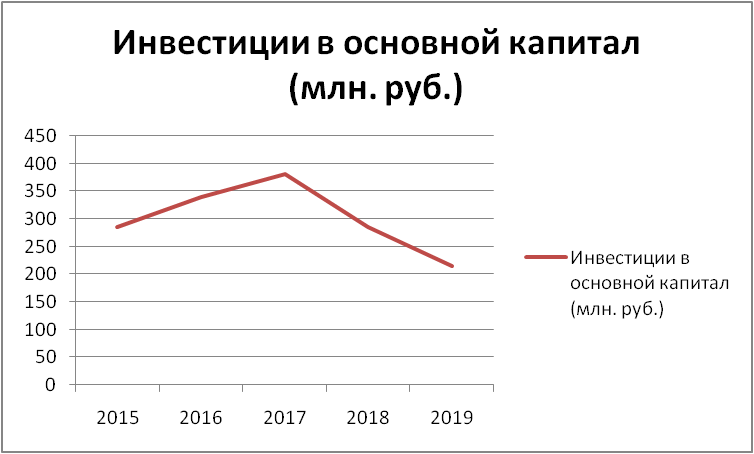 Инвестиции в основной капитал
(млн. руб.)
450
400
350
300
250
200
150
100
50
0
2015 2016 2017 2018 2019
Инвестиции в
основной капитал
(млн. руб.)